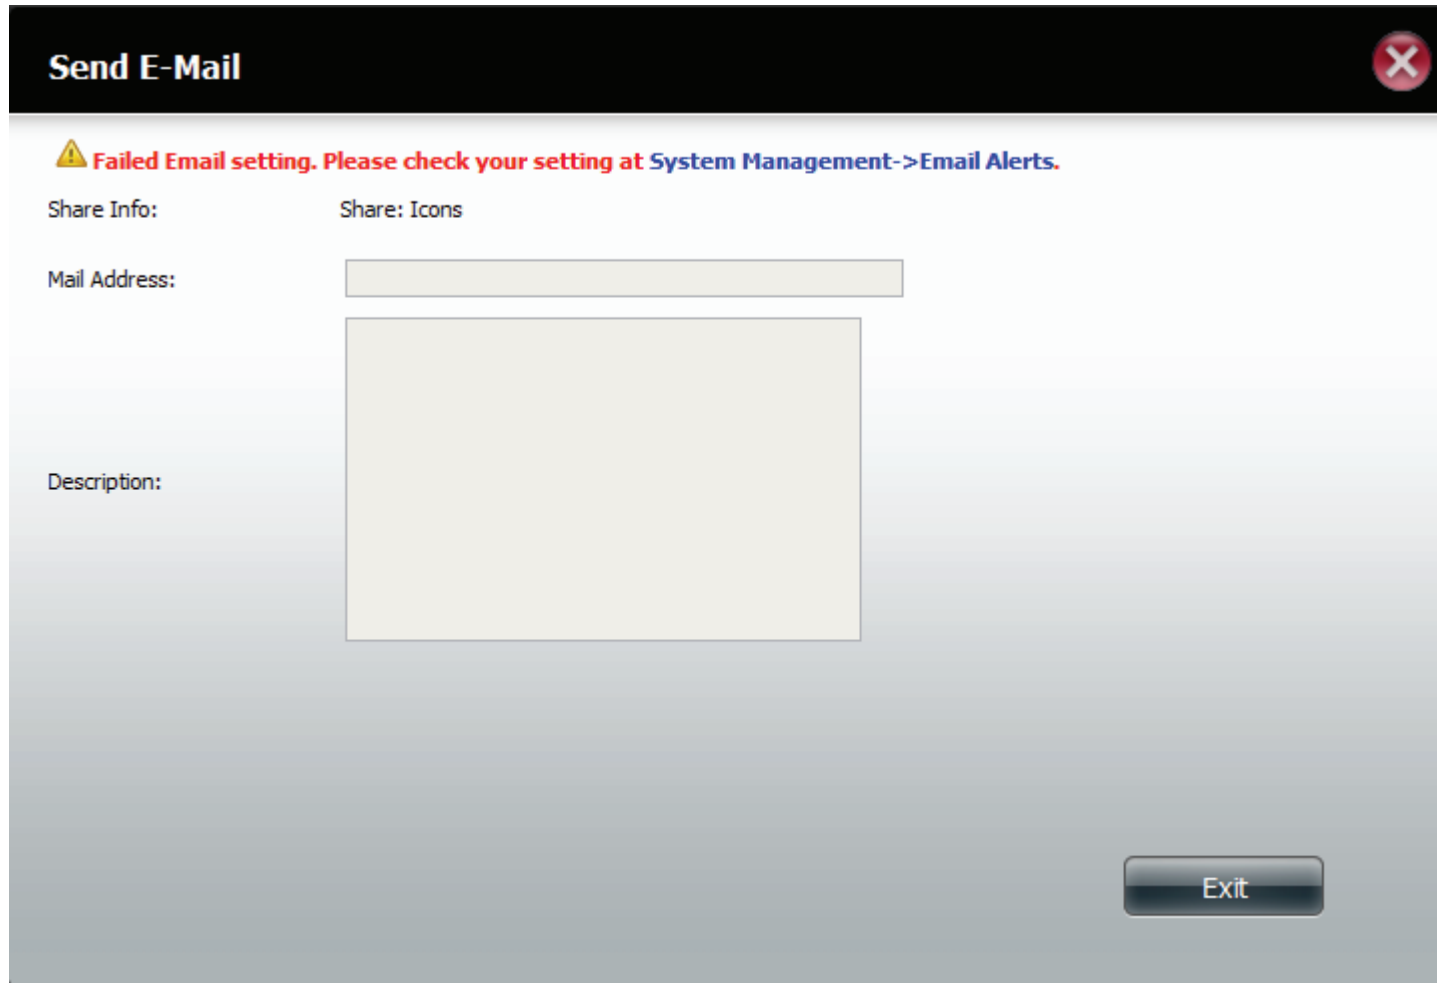 Send E-Mail
Failed Email setting. Please check your setting at System Management->Email Alerts.
Share Info: Share: Icons
Mail Address:
Description:
Exit